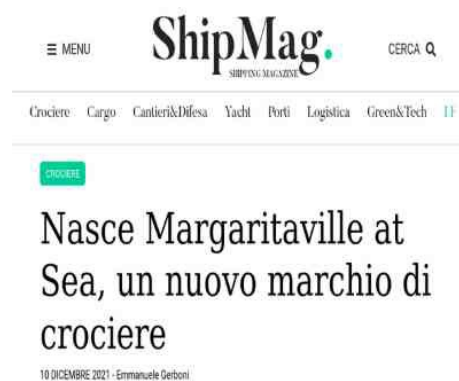 ≡ MENU
ShipMag.
SHIPPING MAGAZINE
CERCA
Crociere Cargo Cantieri&Difesa Yacht Porti Logistica Green&Tech
CROCIERE
Nasce Margaritaville at
Sea, un nuovo marchio di
crociere
10 DICEMBRE 2021 - Emmanuele Gerboni